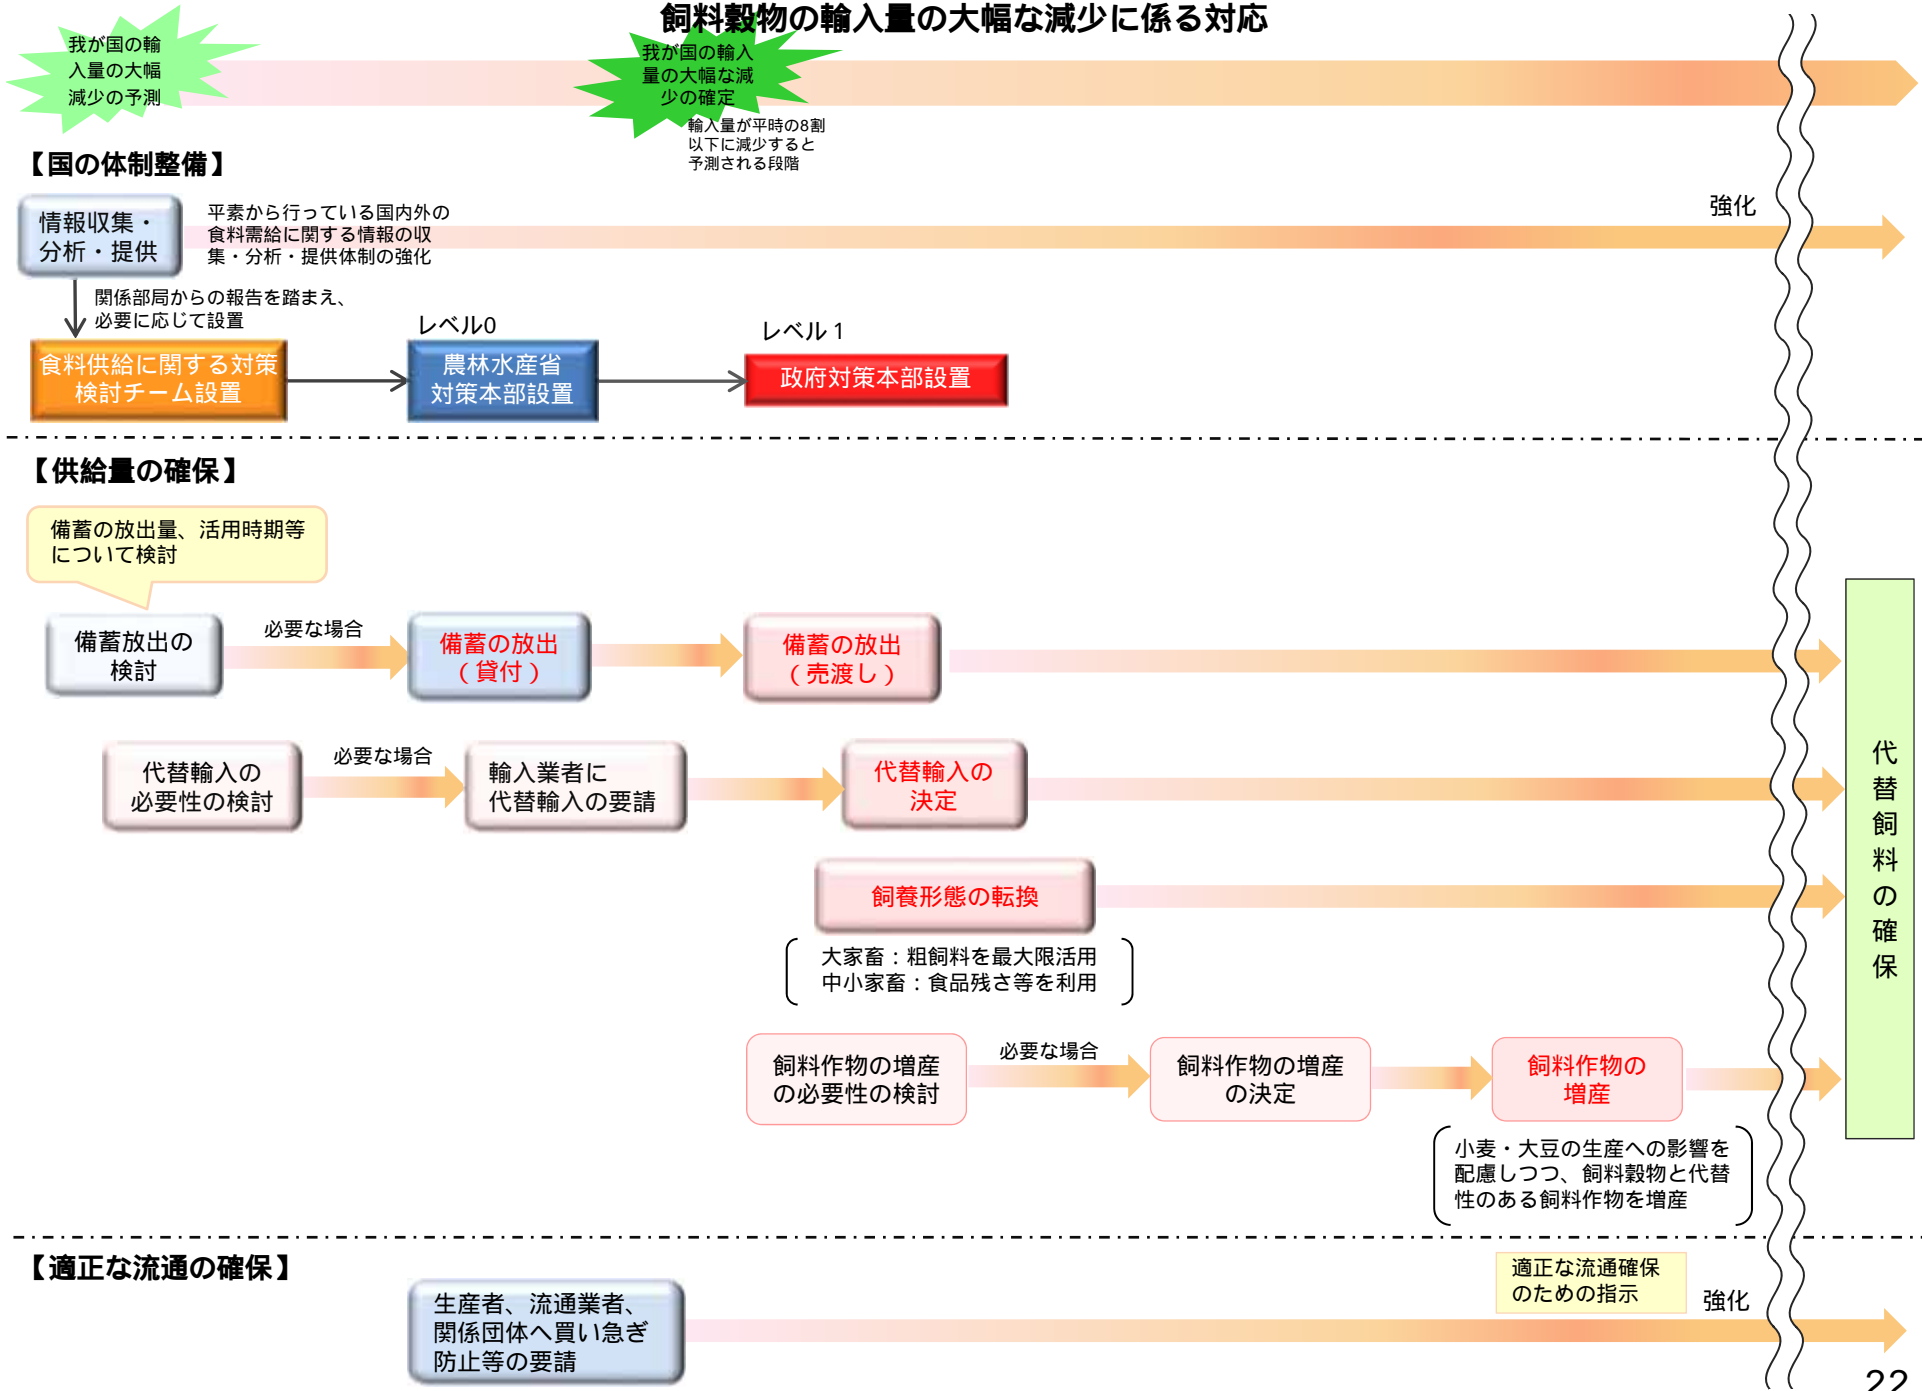 飼料穀物の輸入量の大幅な減少に係る対応
我が国の輸
入量の大幅
減少の予測
我が国の輸入
量の大幅な減
少の確定
輸入量が平時の8割
以下に減少すると
予測される段階
【国の体制整備】
情報収集・
分析・提供
平素から行っている国内外の
食料需給に関する情報の収
集・分析・提供体制の強化
強化
関係部局からの報告を踏まえ、
必要に応じて設置
食料供給に関する対策
検討チーム設置
レベル0
農林水産省
対策本部設置
レベル1
政府対策本部設置
【供給量の確保】
備蓄の放出量、活用時期等
について検討
備蓄放出の
検討
必要な場合
備蓄の放出
(貸付)
備蓄の放出
(売渡し)
代替輸入の
必要性の検討
必要な場合
輸入業者に
代替輸入の要請
代替輸入の
決定
飼養形態の転換
大家畜:粗飼料を最大限活用
中小家畜:食品残さ等を利用
飼料作物の増産
の必要性の検討
必要な場合
飼料作物の増産
の決定
飼料作物の
増産
小麦・大豆の生産への影響を
配慮しつつ、飼料穀物と代替
性のある飼料作物を増産
代替飼料の確保
【適正な流通の確保】
生産者、流通業者、
関係団体へ買い急ぎ
防止等の要請
適正な流通確保
のための指示
強化
22